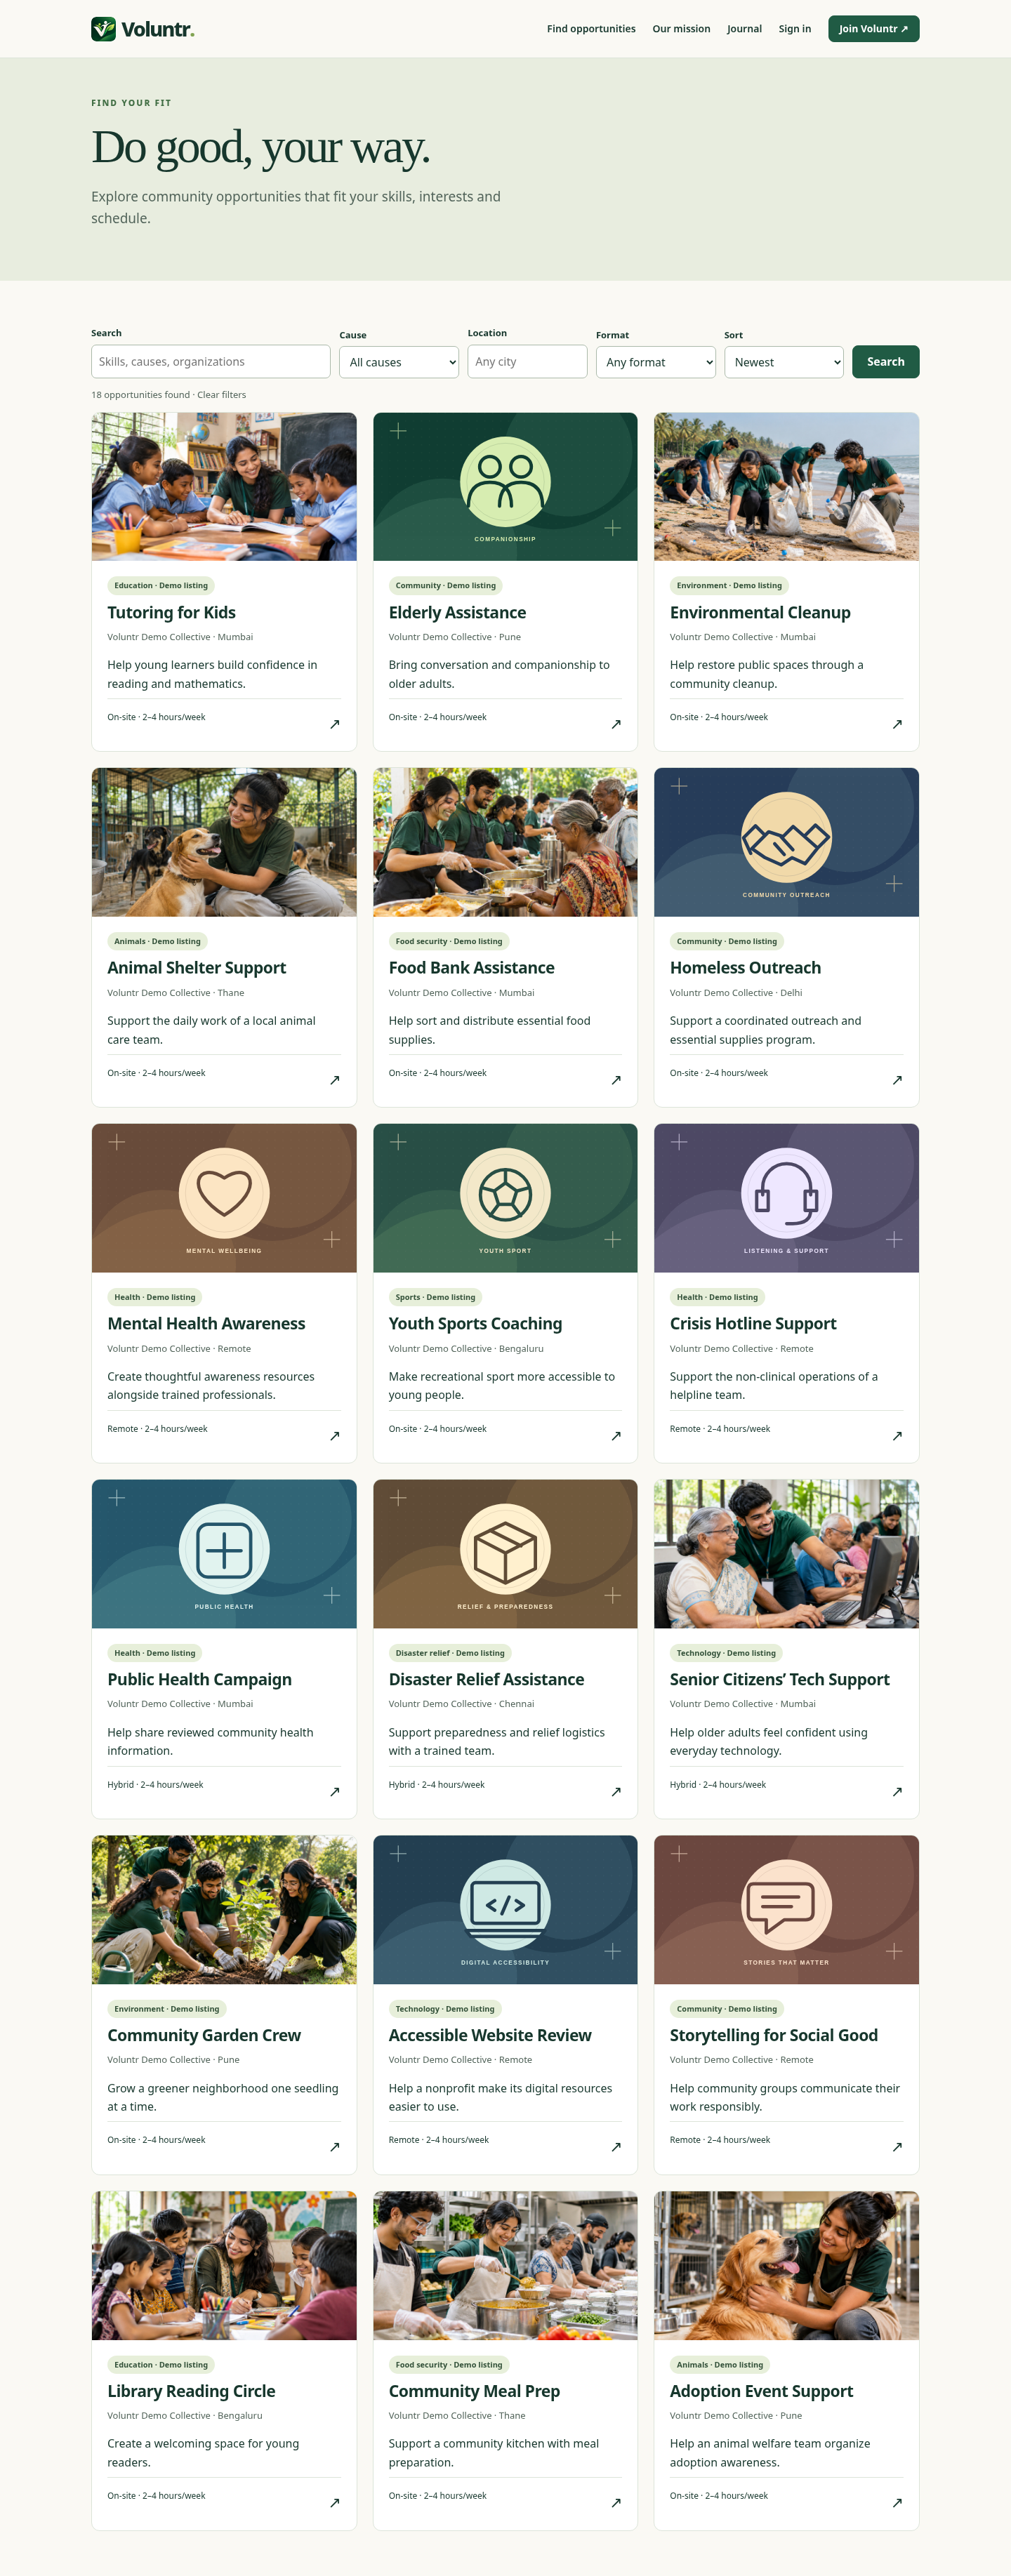 Voluntr.
Find opportunities
Our mission
Journal
Sign in
Join Voluntr ↗
FIND YOUR FIT
Do good, your way.
Explore community opportunities that fit your skills, interests and
schedule.
Search
Cause
Location
Format
Sort
Skills, causes, organizations
All causes
Any city
Any format
Newest
Search
18 opportunities found · Clear filters
Education · Demo listing
Tutoring for Kids
Voluntr Demo Collective · Mumbai
Help young learners build confidence in
reading and mathematics.
On-site · 2–4 hours/week
↗
COMPANIONSHIP
Community · Demo listing
Elderly Assistance
Voluntr Demo Collective · Pune
Bring conversation and companionship to
older adults.
On-site · 2–4 hours/week
↗
Environment · Demo listing
Environmental Cleanup
Voluntr Demo Collective · Mumbai
Help restore public spaces through a
community cleanup.
On-site · 2–4 hours/week
↗
Animals · Demo listing
Animal Shelter Support
Voluntr Demo Collective · Thane
Support the daily work of a local animal
care team.
On-site · 2–4 hours/week
↗
Food security · Demo listing
Food Bank Assistance
Voluntr Demo Collective · Mumbai
Help sort and distribute essential food
supplies.
On-site · 2–4 hours/week
↗
COMMUNITY OUTREACH
Community · Demo listing
Homeless Outreach
Voluntr Demo Collective · Delhi
Support a coordinated outreach and
essential supplies program.
On-site · 2–4 hours/week
↗
MENTAL WELLBEING
Health · Demo listing
Mental Health Awareness
Voluntr Demo Collective · Remote
Create thoughtful awareness resources
alongside trained professionals.
Remote · 2–4 hours/week
↗
YOUTH SPORT
Sports · Demo listing
Youth Sports Coaching
Voluntr Demo Collective · Bengaluru
Make recreational sport more accessible to
young people.
On-site · 2–4 hours/week
↗
LISTENING & SUPPORT
Health · Demo listing
Crisis Hotline Support
Voluntr Demo Collective · Remote
Support the non-clinical operations of a
helpline team.
Remote · 2–4 hours/week
↗
PUBLIC HEALTH
Health · Demo listing
Public Health Campaign
Voluntr Demo Collective · Mumbai
Help share reviewed community health
information.
Hybrid · 2–4 hours/week
↗
RELIEF & PREPAREDNESS
Disaster relief · Demo listing
Disaster Relief Assistance
Voluntr Demo Collective · Chennai
Support preparedness and relief logistics
with a trained team.
Hybrid · 2–4 hours/week
↗
Technology · Demo listing
Senior Citizens’ Tech Support
Voluntr Demo Collective · Mumbai
Help older adults feel confident using
everyday technology.
Hybrid · 2–4 hours/week
↗
Environment · Demo listing
Community Garden Crew
Voluntr Demo Collective · Pune
Grow a greener neighborhood one seedling
at a time.
On-site · 2–4 hours/week
↗
</>
DIGITAL ACCESSIBILITY
Technology · Demo listing
Accessible Website Review
Voluntr Demo Collective · Remote
Help a nonprofit make its digital resources
easier to use.
Remote · 2–4 hours/week
↗
STORIES THAT MATTER
Community · Demo listing
Storytelling for Social Good
Voluntr Demo Collective · Remote
Help community groups communicate their
work responsibly.
Remote · 2–4 hours/week
↗
Education · Demo listing
Library Reading Circle
Voluntr Demo Collective · Bengaluru
Create a welcoming space for young
readers.
On-site · 2–4 hours/week
↗
Food security · Demo listing
Community Meal Prep
Voluntr Demo Collective · Thane
Support a community kitchen with meal
preparation.
On-site · 2–4 hours/week
↗
Animals · Demo listing
Adoption Event Support
Voluntr Demo Collective · Pune
Help an animal welfare team organize
adoption awareness.
On-site · 2–4 hours/week
↗